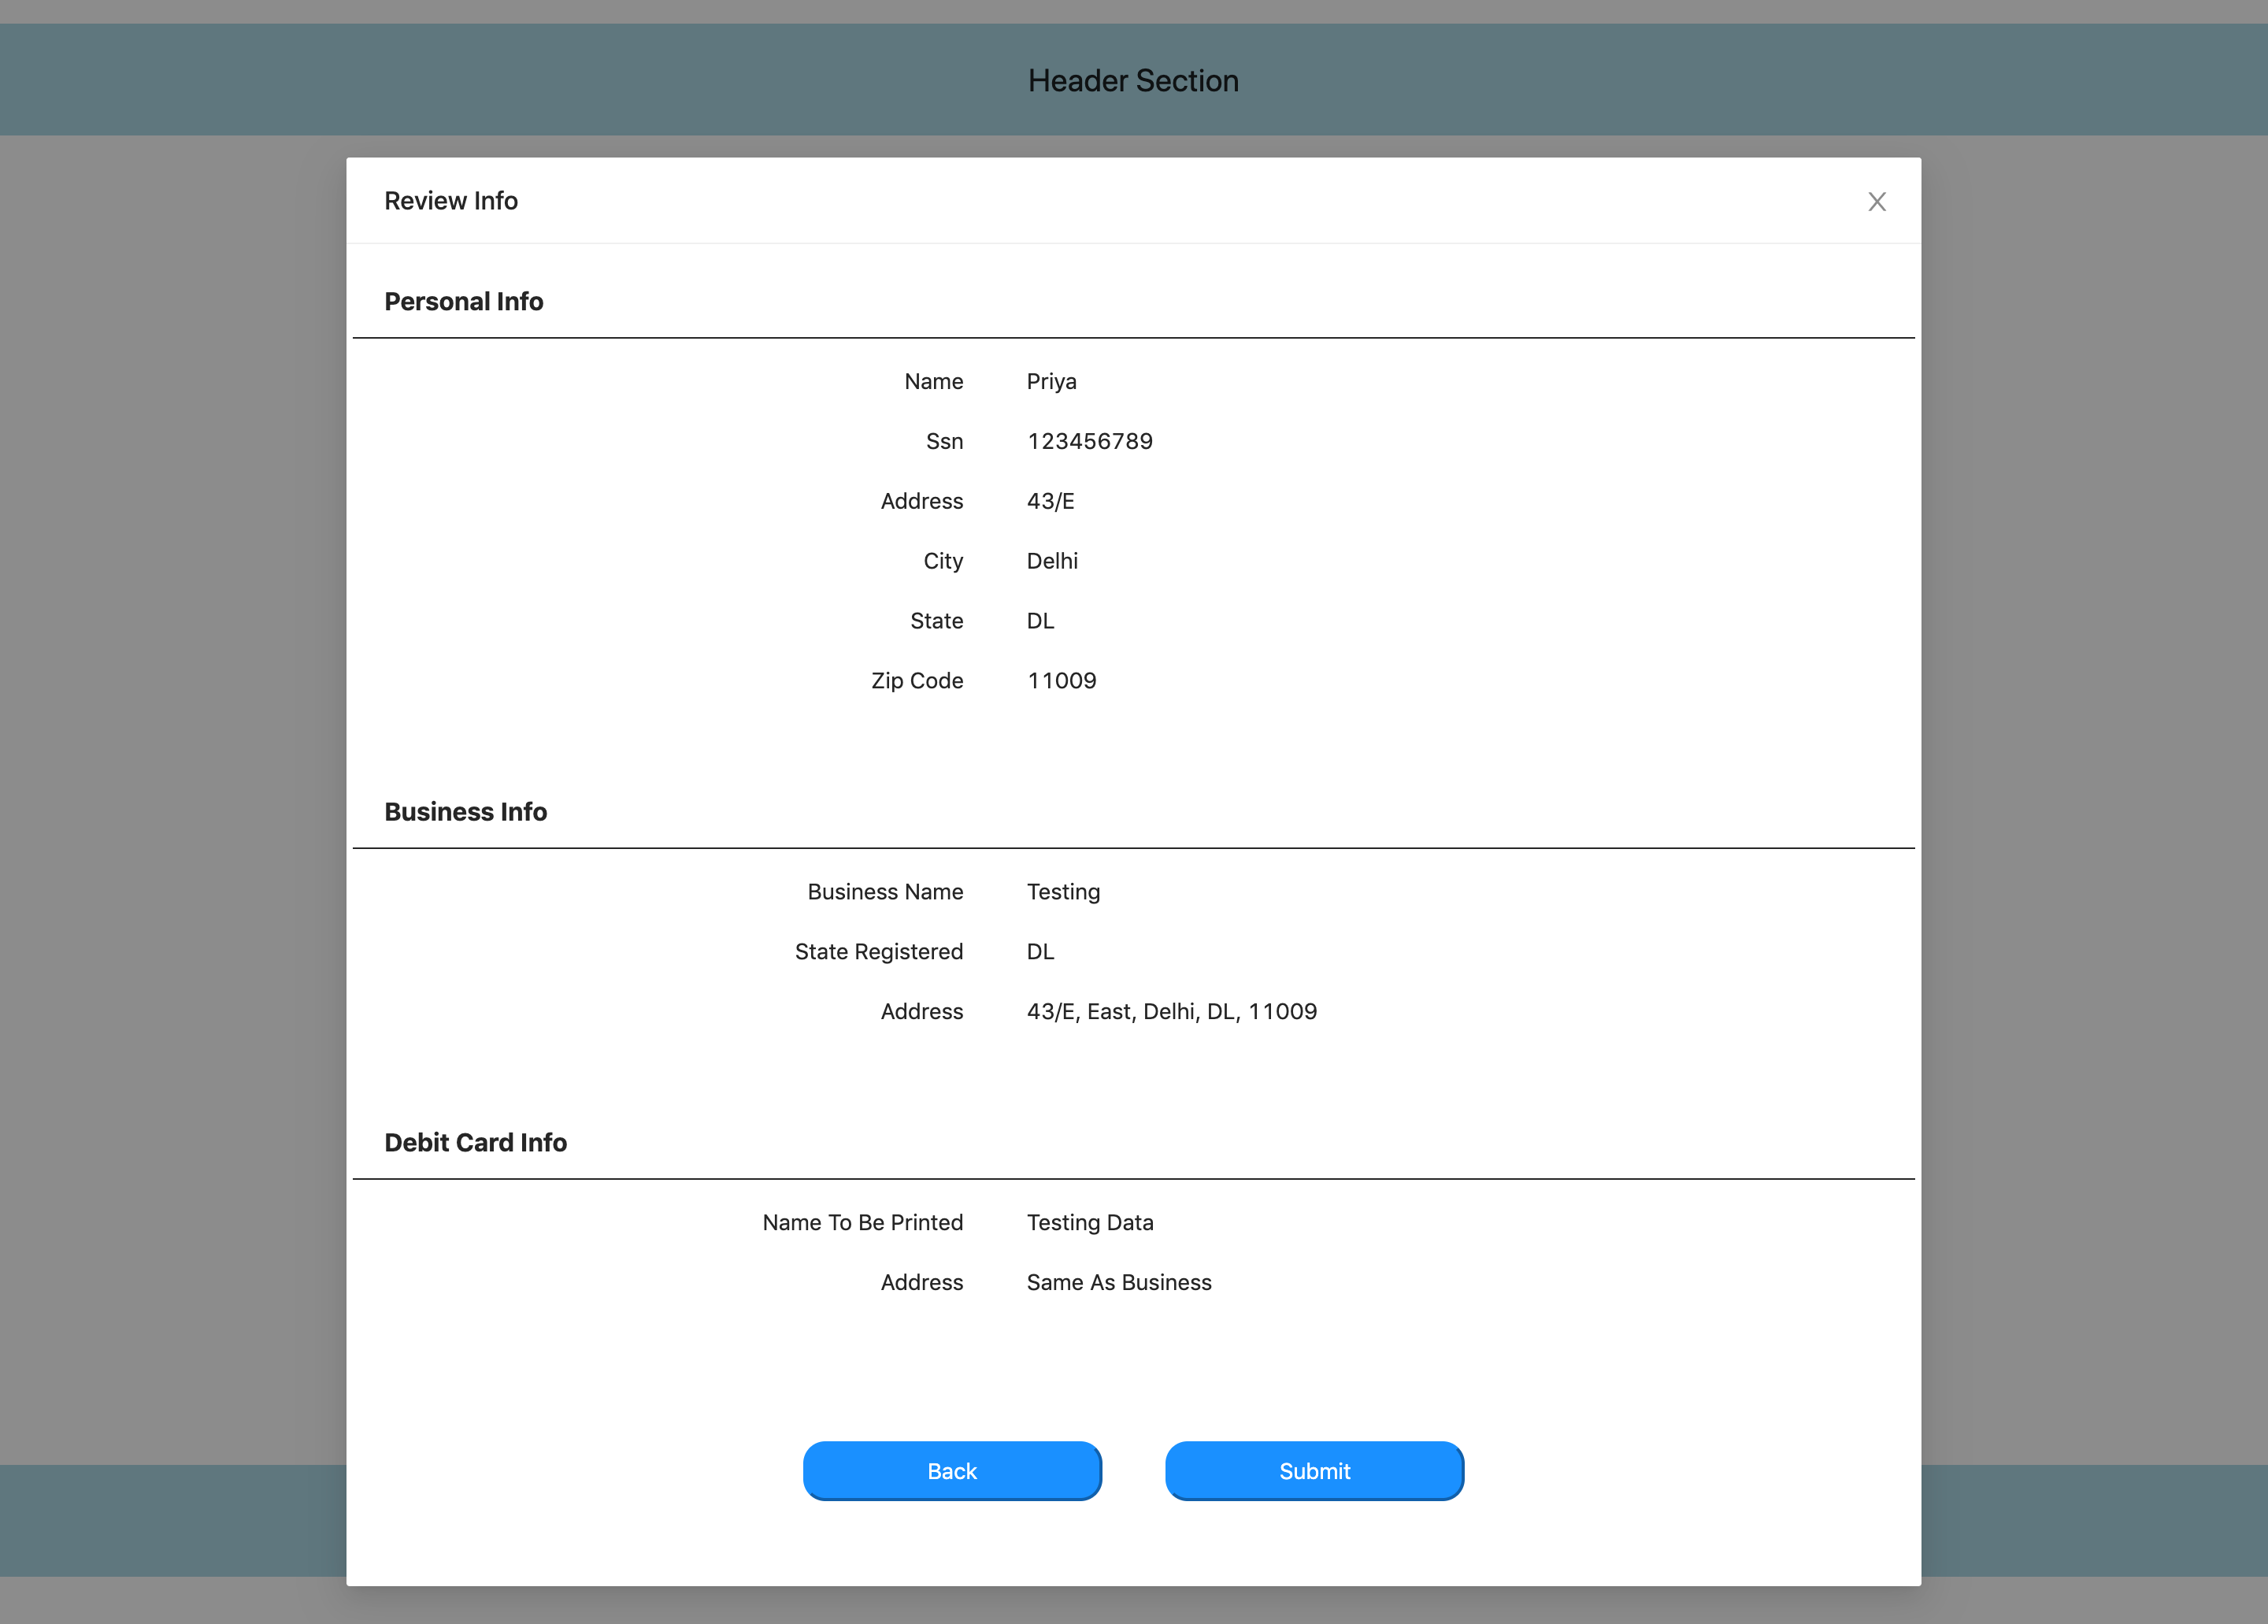 Header Section
Review Info
Personal Info
Name Priya
Ssn 123456789
Address 43/E
City Delhi
State DL
Zip Code 11009
Business Info
Business Name Testing
State Registered DL
Address 43/E, East, Delhi, DL, 11009
Debit Card Info
Name To Be Printed Testing Data
Address Same As Business
Back Submit